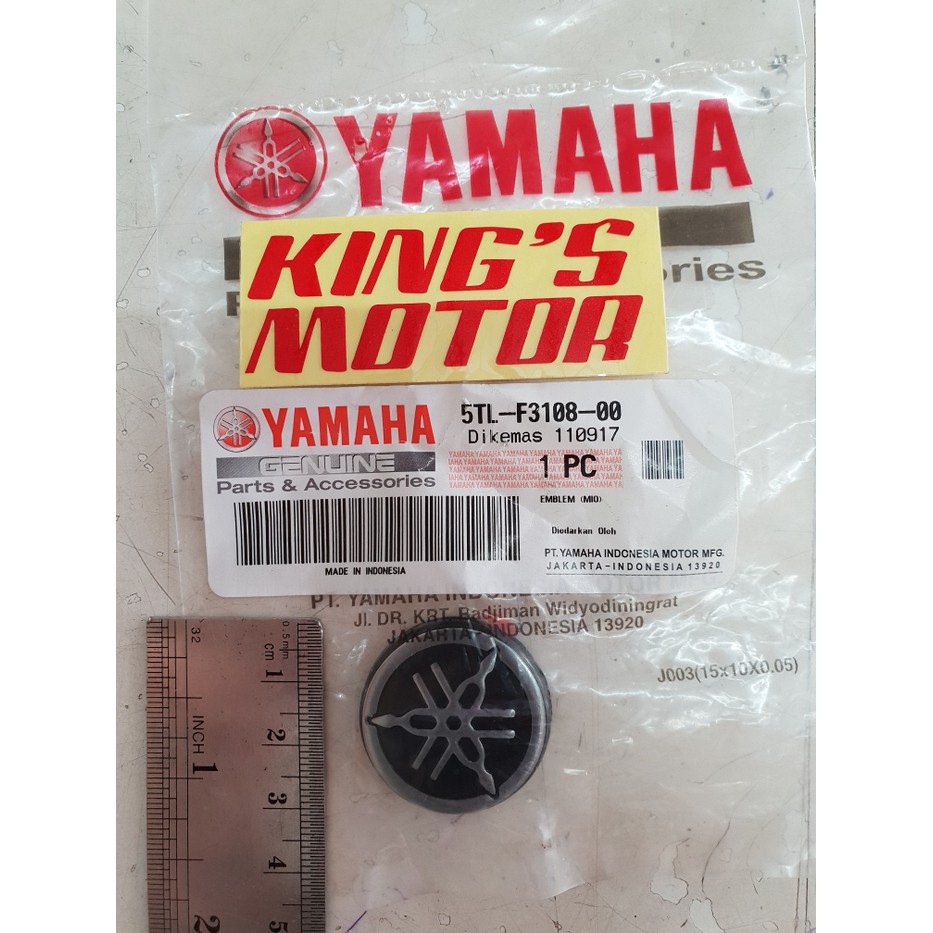 YAMAHA
KING'S
MOTOR
ories
YAMAHA
GENUINE
Parts & Accessories
5TL-F3108-00
Dikemas 110917
1 PC
EMBLEM (MIO)
Diedarkan Oleh
PT. YAMAHA INDONESIA MOTOR MFG.
JAKARTA - INDONESIA 13920
MADE IN INDONESIA
PT. YAMAHA INDO
Jl. DR. KRT. Radjiman Widyodiningrat
JAKARTA - INDONESIA 13920
J003(15x10X0.05)
32
0,5mm
cm 1 2 3 4 5
INCH 1 2